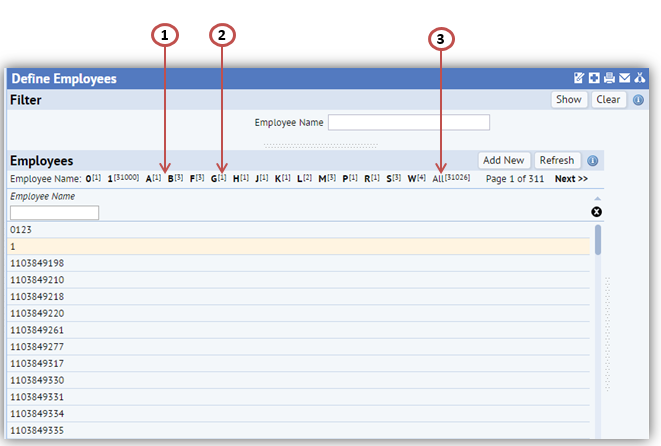 1 2 3
Define Employees
Filter Show Clear
Employee Name
Employees Add New Refresh
Employee Name: 0[1] 1[31000] A[1] B[3] F[3] G[1] H[1] J[1] K[1] L[2] M[3] P[1] R[1] S[3] W[4] All[31026] Page 1 of 311 Next >>
Employee Name
0123
1
1103849198
1103849210
1103849218
1103849220
1103849261
1103849277
1103849317
1103849330
1103849331
1103849334
1103849335